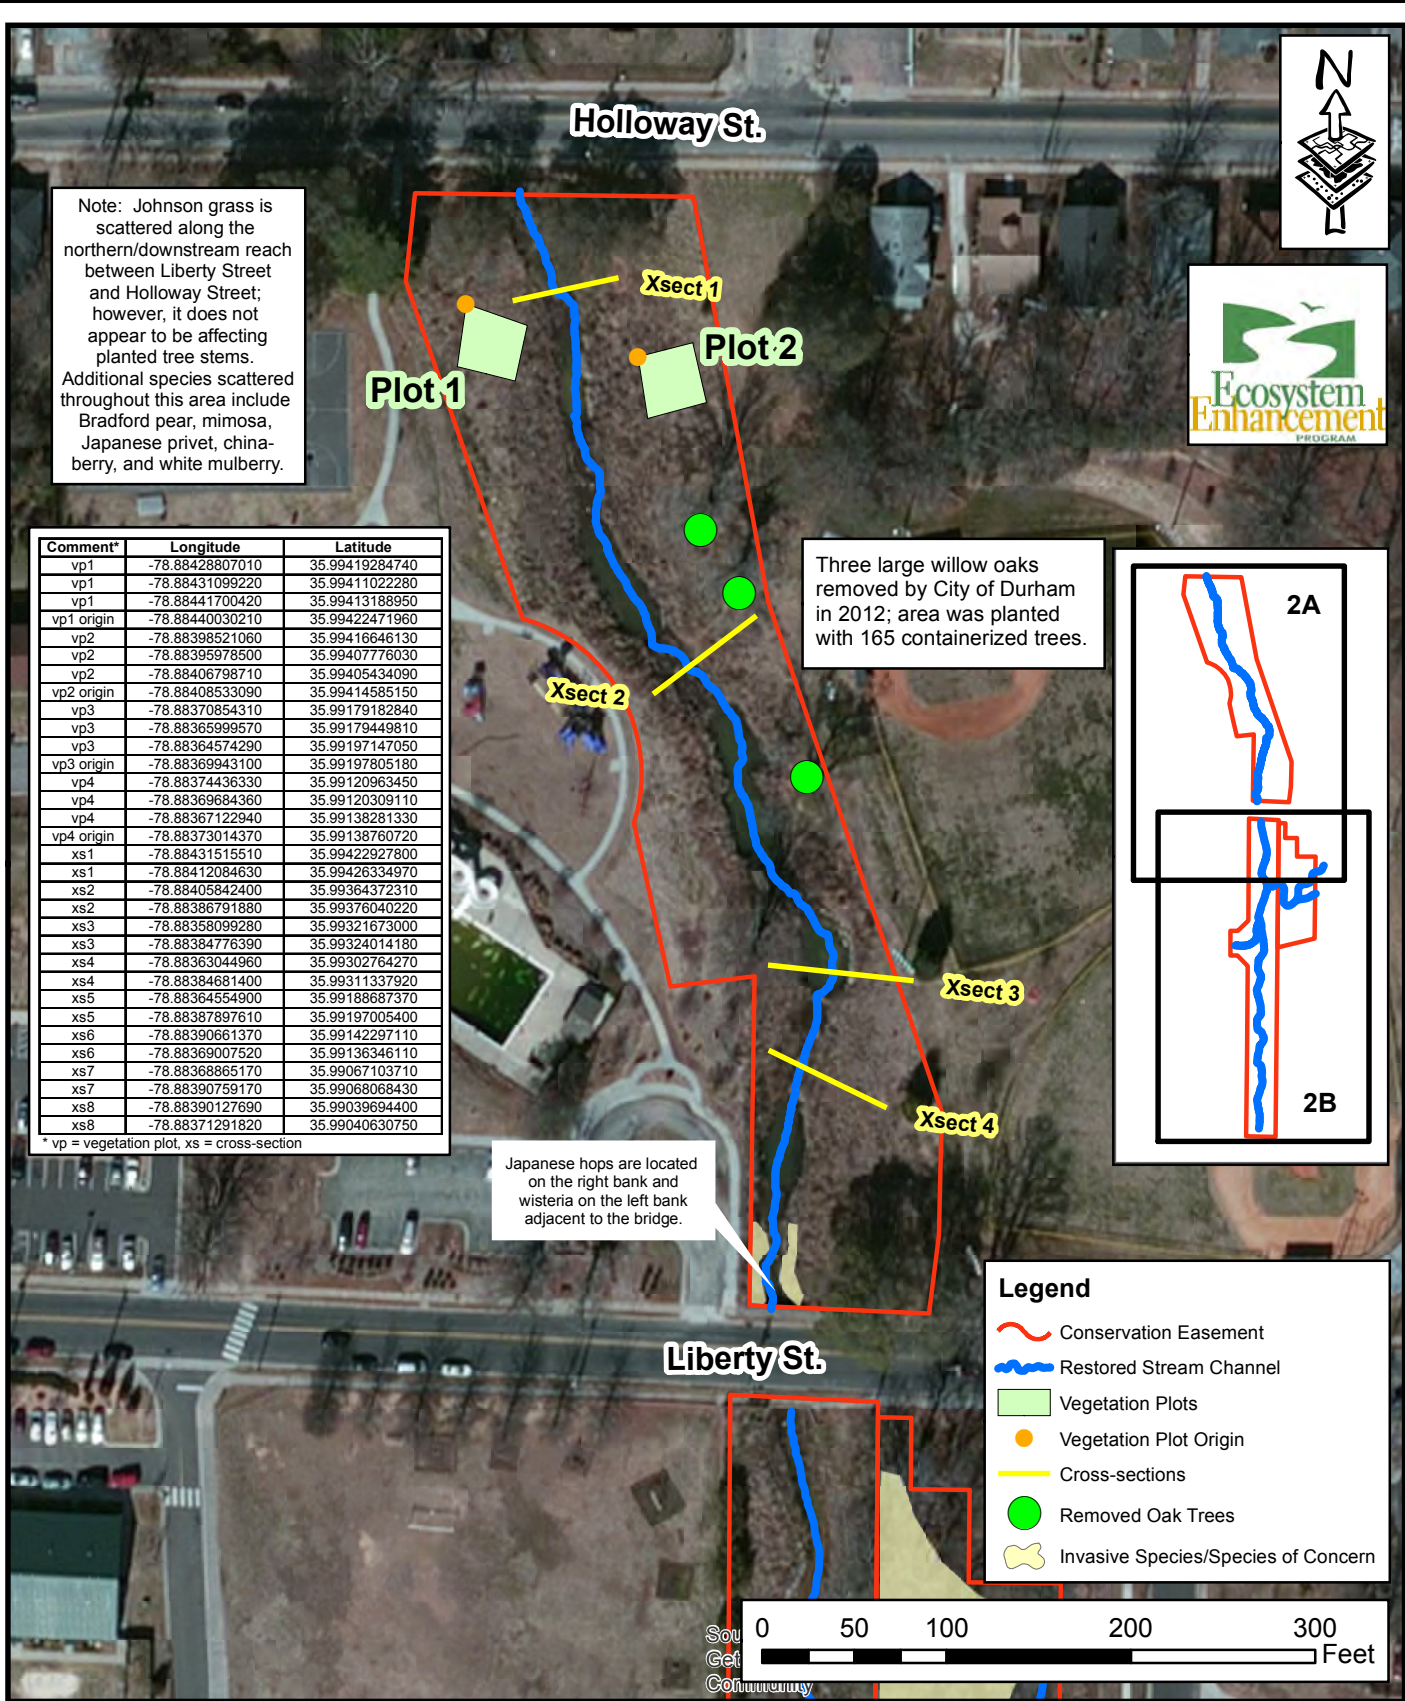 Holloway St.
N
Note: Johnson grass is
scattered along the
northern/downstream reach
between Liberty Street
and Holloway Street;
however, it does not
appear to be affecting
planted tree stems.
Additional species scattered
throughout this area include
Bradford pear, mimosa,
Japanese privet, china-
berry, and white mulberry.
Xsect 1
Plot 2
Plot 1
Ecosystem
Enhancement
PROGRAM
Comment* Longitude Latitude
vp1 -78.88428807010 35.99419284740
vp1 -78.88431099220 35.99411022280
vp1 -78.88441700420 35.99413188950
vp1 origin -78.88440030210 35.99422471960
vp2 -78.88398521060 35.99416646130
vp2 -78.88395978500 35.99407776030
vp2 -78.88406798710 35.99405434090
vp2 origin -78.88408533090 35.99414585150
vp3 -78.88370854310 35.99179182840
vp3 -78.88365999570 35.99179449810
vp3 -78.88364574290 35.99197147050
vp3 origin -78.88369943100 35.99197805180
vp4 -78.88374436330 35.99120963450
vp4 -78.88369684360 35.99120309110
vp4 -78.88367122940 35.99138281330
vp4 origin -78.88373014370 35.99138760720
xs1 -78.88431515510 35.99422927800
xs1 -78.88412084630 35.99426334970
xs2 -78.88405842400 35.99364372310
xs2 -78.88386791880 35.99376040220
xs3 -78.88358099280 35.99321673000
xs3 -78.88384776390 35.99324014180
xs4 -78.88363044960 35.99302764270
xs4 -78.88384681400 35.99311337920
xs5 -78.88364554900 35.99188687370
xs5 -78.88387897610 35.99197005400
xs6 -78.88390661370 35.99142297110
xs6 -78.88369007520 35.99136346110
xs7 -78.88368865170 35.99067103710
xs7 -78.88390759170 35.99068068430
xs8 -78.88390127690 35.99039694400
xs8 -78.88371291820 35.99040630750
* vp = vegetation plot, xs = cross-section
Three large willow oaks
removed by City of Durham
in 2012; area was planted
with 165 containerized trees.
2A
2B
Xsect 2
Xsect 3
Xsect 4
Japanese hops are located
on the right bank and
wisteria on the left bank
adjacent to the bridge.
Liberty St.
Legend
Conservation Easement
Restored Stream Channel
Vegetation Plots
Vegetation Plot Origin
Cross-sections
Removed Oak Trees
Invasive Species/Species of Concern
0 50 100 200 300
Feet
Sou
Get
Community